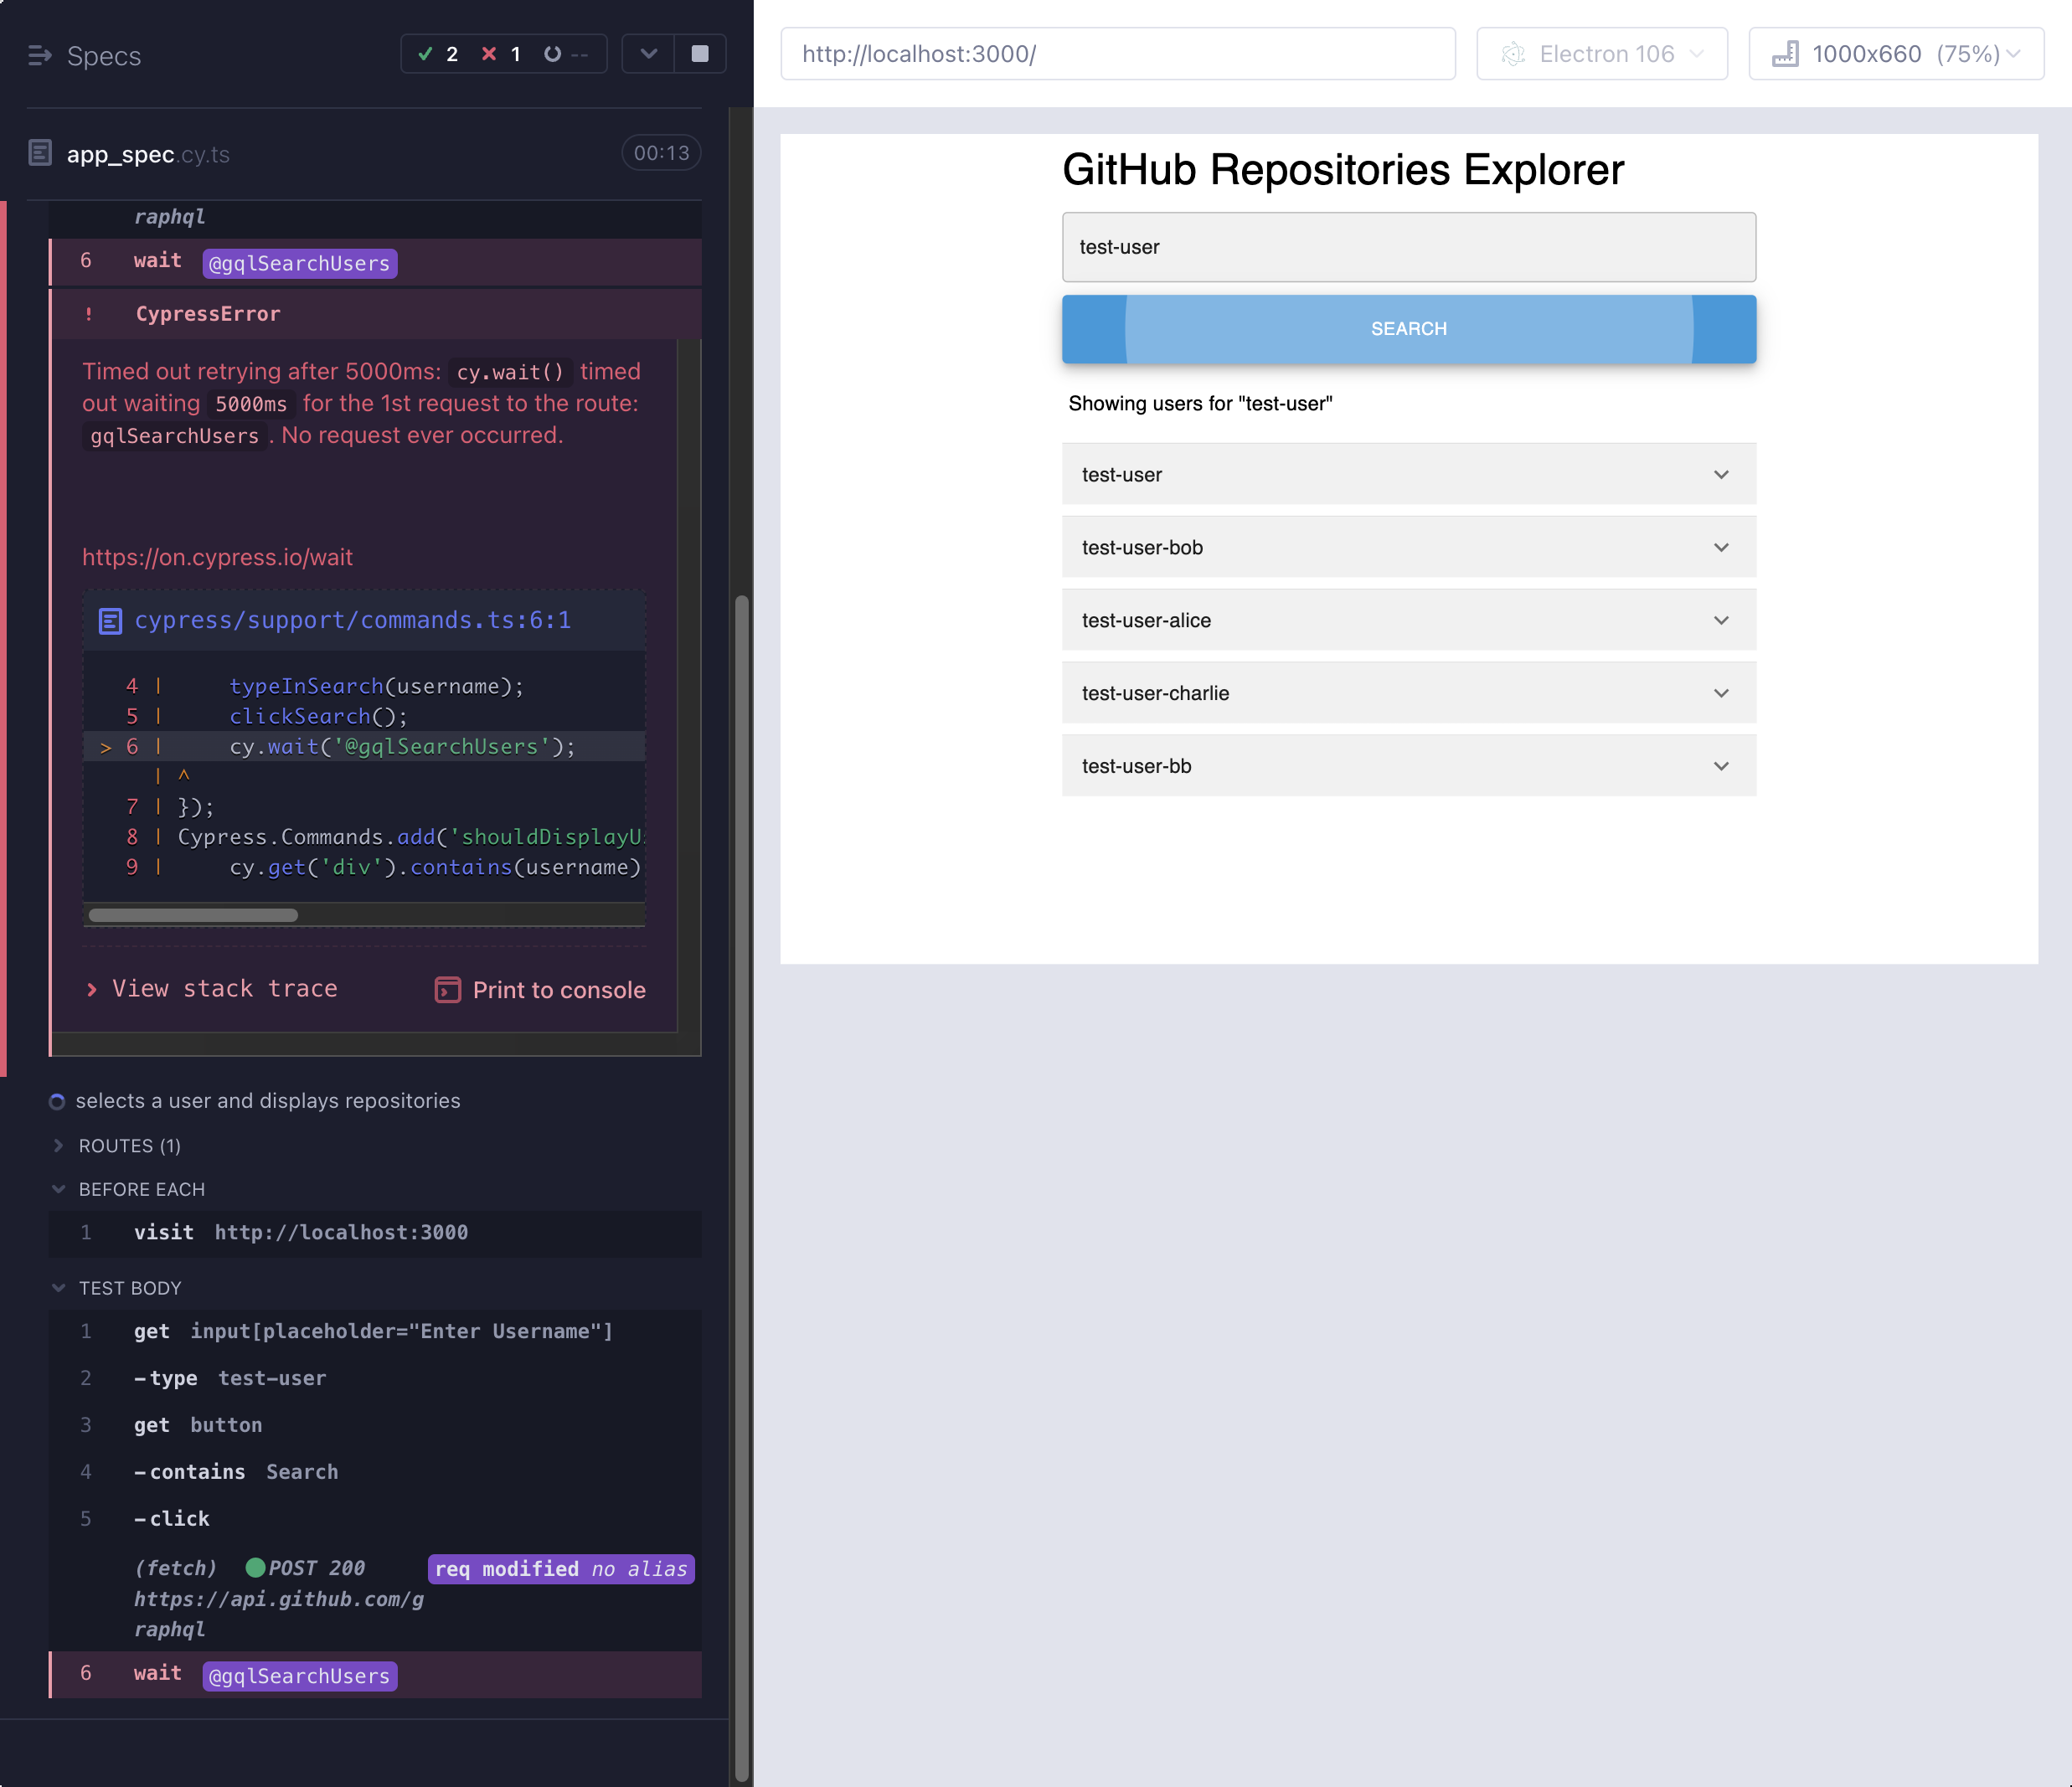 Specs
2 1 --
app_spec.cy.ts 00:13
raphql
6 wait @gqlSearchUsers
! CypressError
Timed out retrying after 5000ms: cy.wait() timed
out waiting 5000ms for the 1st request to the route:
gqlSearchUsers . No request ever occurred.
https://on.cypress.io/wait
cypress/support/commands.ts:6:1
4 | typeInSearch(username);
5 | clickSearch();
> 6 | cy.wait('@gqlSearchUsers');
| ^
7 | });
8 | Cypress.Commands.add('shouldDisplayU
9 | cy.get('div').contains(username)
View stack trace Print to console
selects a user and displays repositories
ROUTES (1)
BEFORE EACH
1 visit http://localhost:3000
TEST BODY
1 get input[placeholder="Enter Username"]
2 -type test-user
3 get button
4 -contains Search
5 -click
(fetch) POST 200 req modified no alias
https://api.github.com/g
raphql
6 wait @gqlSearchUsers
http://localhost:3000/ Electron 106 1000x660 (75%)
GitHub Repositories Explorer
test-user
SEARCH
Showing users for "test-user"
test-user
test-user-bob
test-user-alice
test-user-charlie
test-user-bb